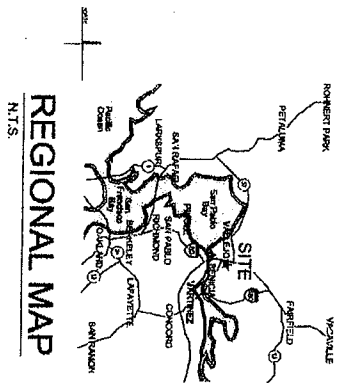 ROHNERT PARK
PETALUMA
VACAVILLE
FAIRFIELD
SITE
VALLEJO
BENICIA
San Pablo
Bay
SAN RAFAEL
LARKSPUR
MARTINEZ
CONCORD
SAN PABLO
RICHMOND
BERKELEY
OAKLAND
LAFAYETTE
SAN RAMON
San
Francisco
Bay
Pacific
Ocean
REGIONAL MAP
N.T.S.